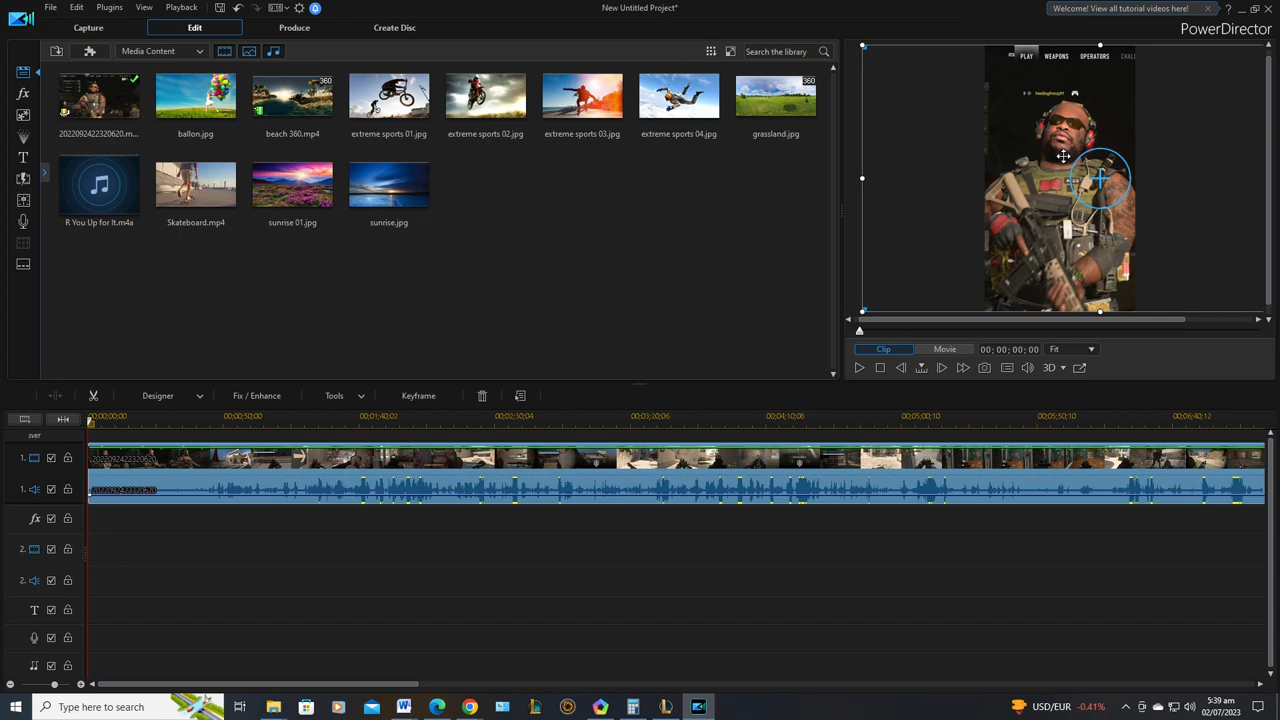 File Edit Plugins View Playback
New Untitled Project*
Welcome! View all tutorial videos here!
Capture Edit Produce Create Disc
PowerDirector
Media Content
Search the library
2022092422320620.m...
ballon.jpg
360
beach 360.mp4
extreme sports 01.jpg
extreme sports 02.jpg
extreme sports 03.jpg
extreme sports 04.jpg
360
grassland.jpg
R You Up for It.m4a
Skateboard.mp4
sunrise 01.jpg
sunrise.jpg
PLAY WEAPONS OPERATORS CHALL
Clip Movie 00; 00; 00; 00 Fit
3D
Designer Fix / Enhance Tools Keyframe
00;00;00;00 00;00;50;00 00;01;40;02 00;02;30;04 00;03;20;06 00;04;10;08 00;05;00;10 00;05;50;10 00;06;40;12
1. 2022092422320620
1. 2022092422320620
fx
2.
2.
T
Type here to search
USD/EUR -0.41%
5:39 am
02/07/2023